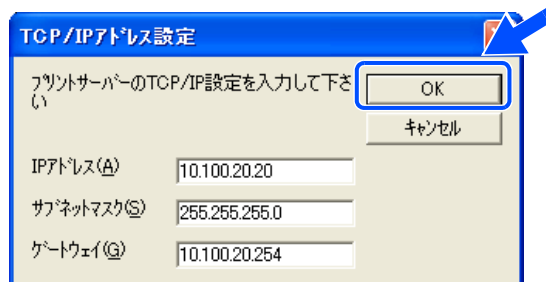 TCP/IPｱﾄﾞﾚｽ設定
ﾌﾟﾘﾝﾄｻｰﾊﾞｰのTCP/IP設定を入力して下さ
い
OK
ｷｬﾝｾﾙ
IPｱﾄﾞﾚｽ(A) 10.100.20.20
ｻﾌﾞﾈｯﾄﾏｽｸ(S) 255.255.255.0
ｹﾞｰﾄｳｪｲ(G) 10.100.20.254